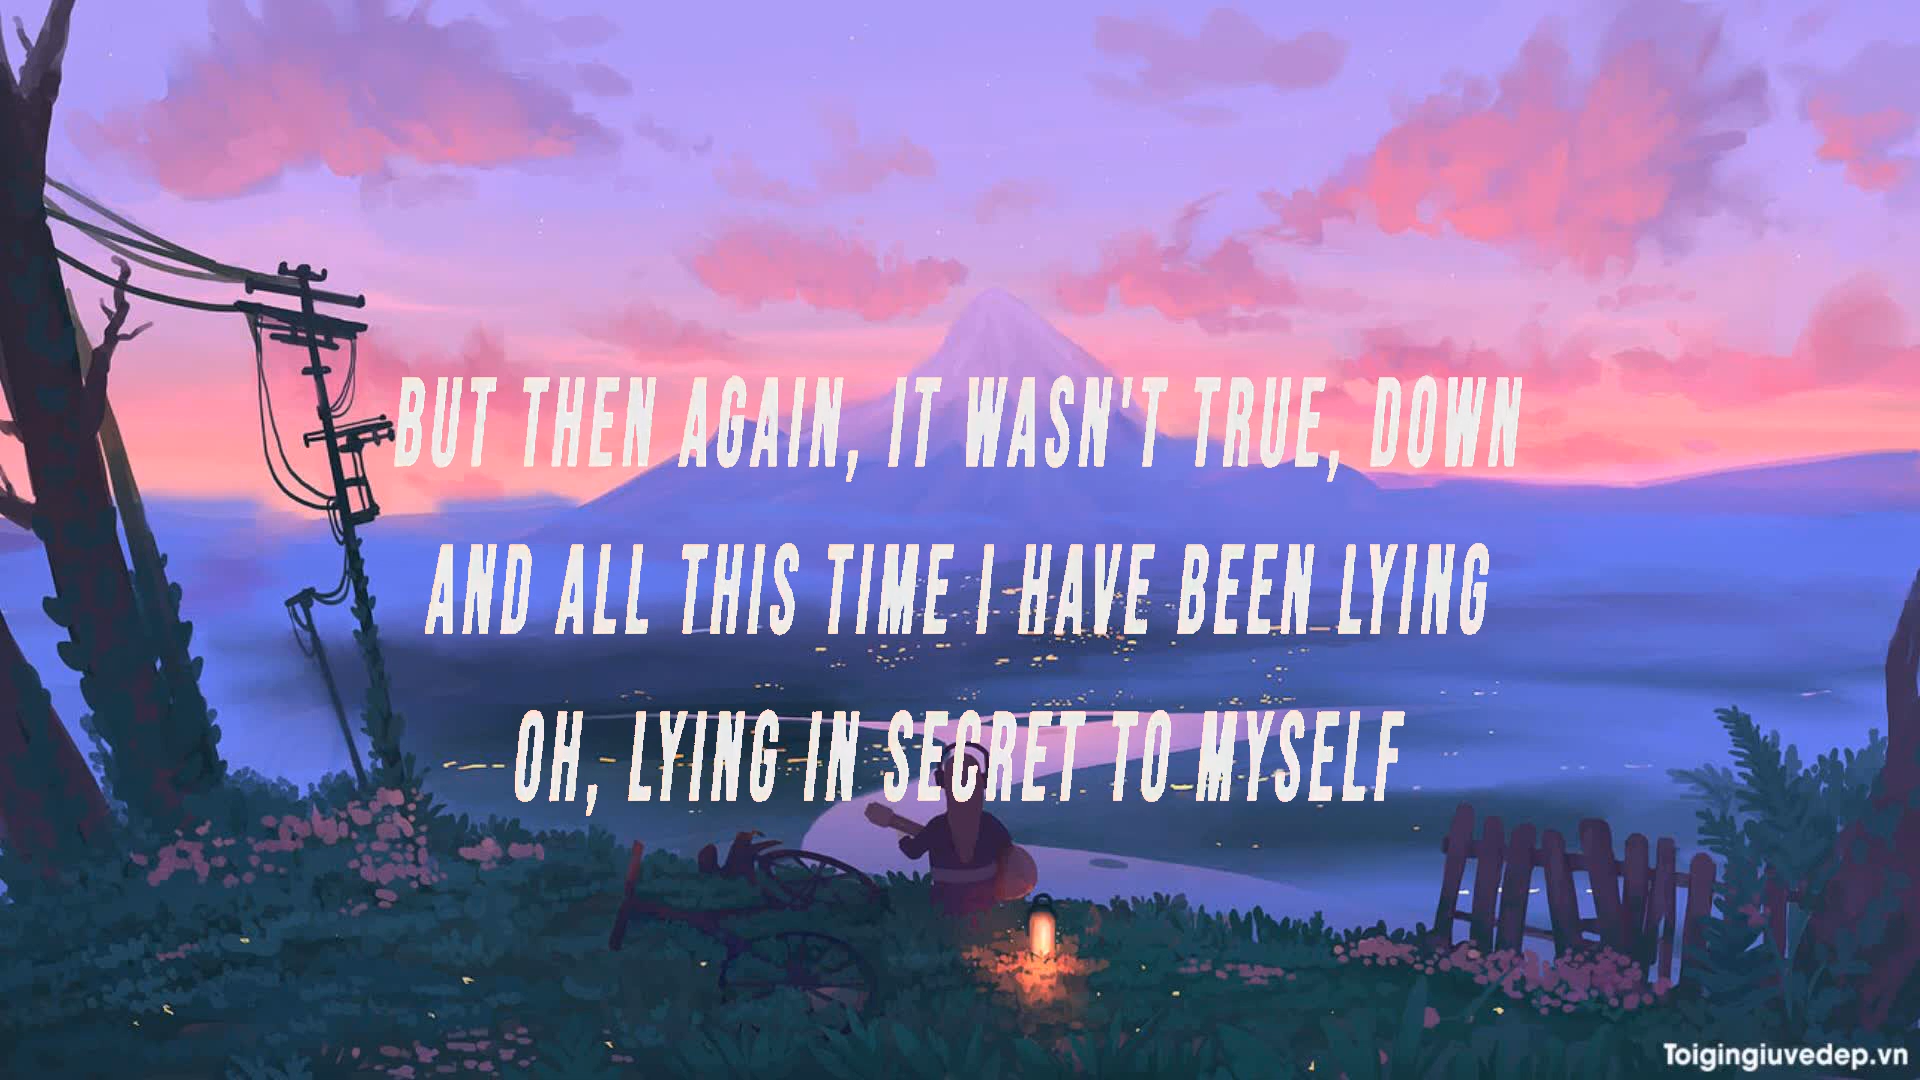 BUT THEN AGAIN, IT WASN'T TRUE, DOWN
AND ALL THIS TIME I HAVE BEEN LYING
OH, LYING IN SECRET TO MYSELF
Toigingiuvedep.vn